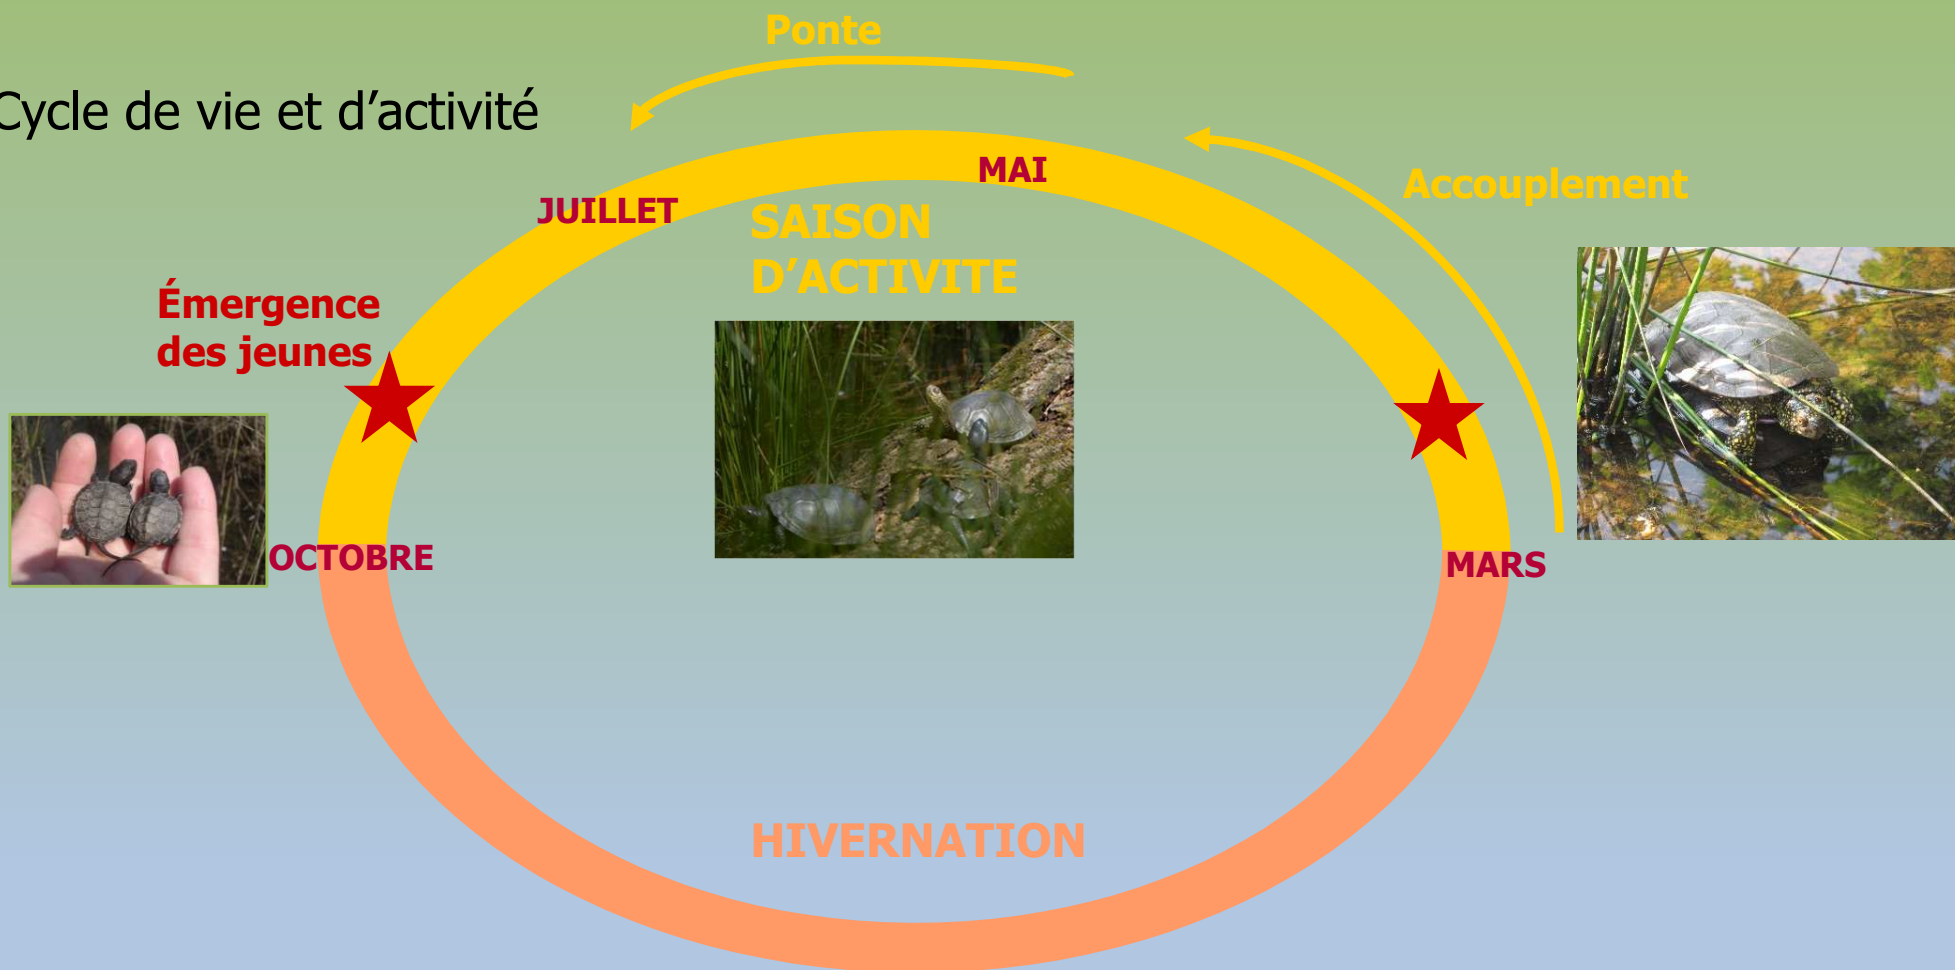 Ponte
Cycle de vie et d’activité
MAI
Accouplement
JUILLET
SAISON
D’ACTIVITE
Émergence
des jeunes
OCTOBRE
MARS
HIVERNATION